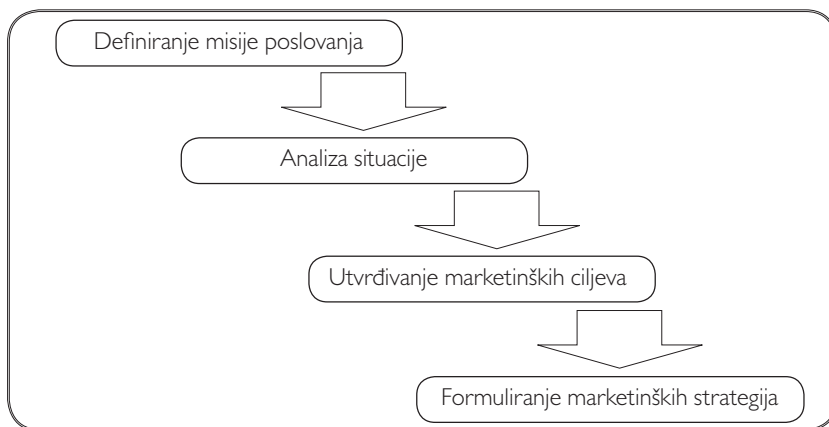 Definiranje misije poslovanja
Analiza situacije
Utvrđivanje marketinških ciljeva
Formuliranje marketinških strategija